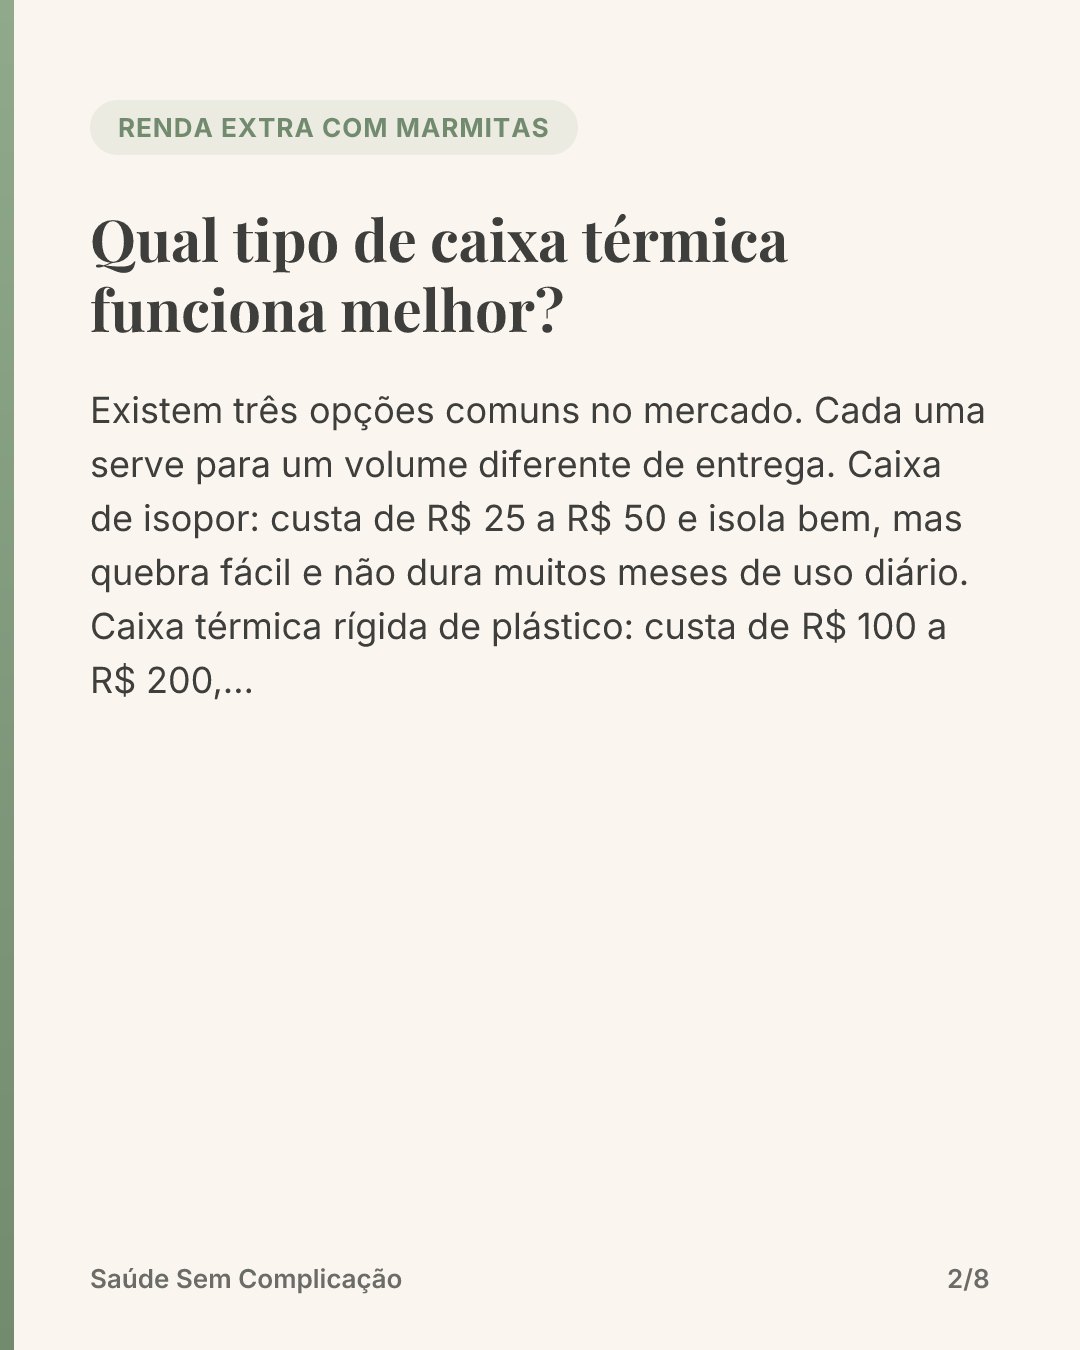 RENDA EXTRA COM MARMITAS
Qual tipo de caixa térmica
funciona melhor?
Existem três opções comuns no mercado. Cada uma
serve para um volume diferente de entrega. Caixa
de isopor: custa de R$ 25 a R$ 50 e isola bem, mas
quebra fácil e não dura muitos meses de uso diário.
Caixa térmica rígida de plástico: custa de R$ 100 a
R$ 200,...
Saúde Sem Complicação
2/8